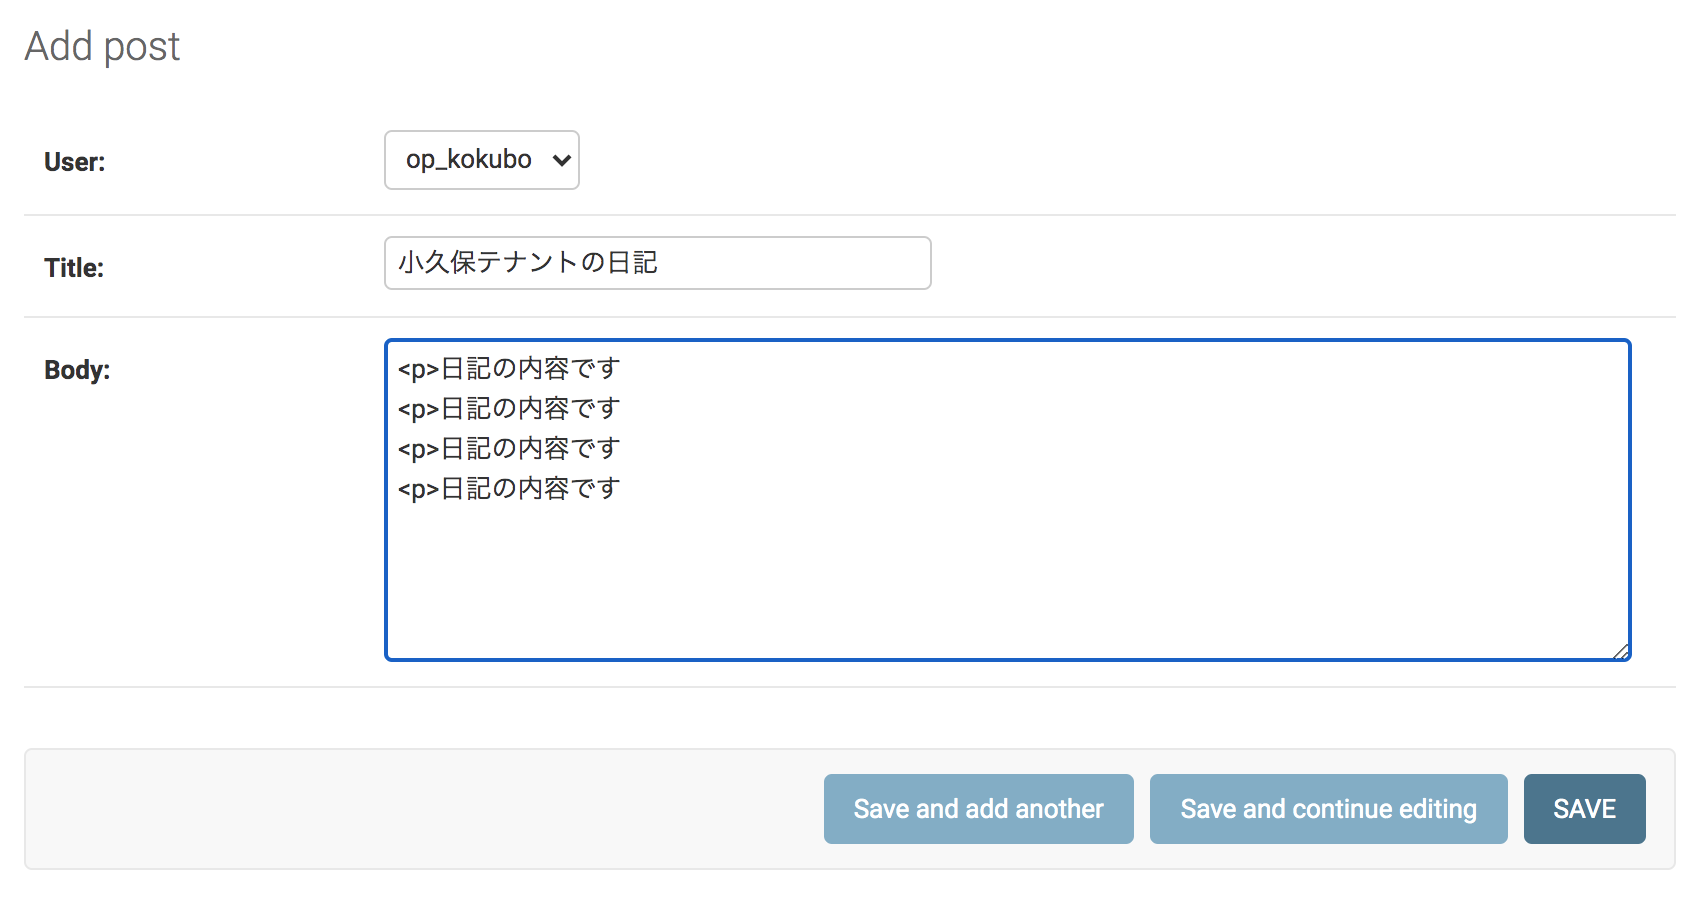 Add post
User:
op_kokubo
Title:
小久保テナントの日記
Body:
<p>日記の内容です
<p>日記の内容です
<p>日記の内容です
<p>日記の内容です
Save and add another
Save and continue editing
SAVE